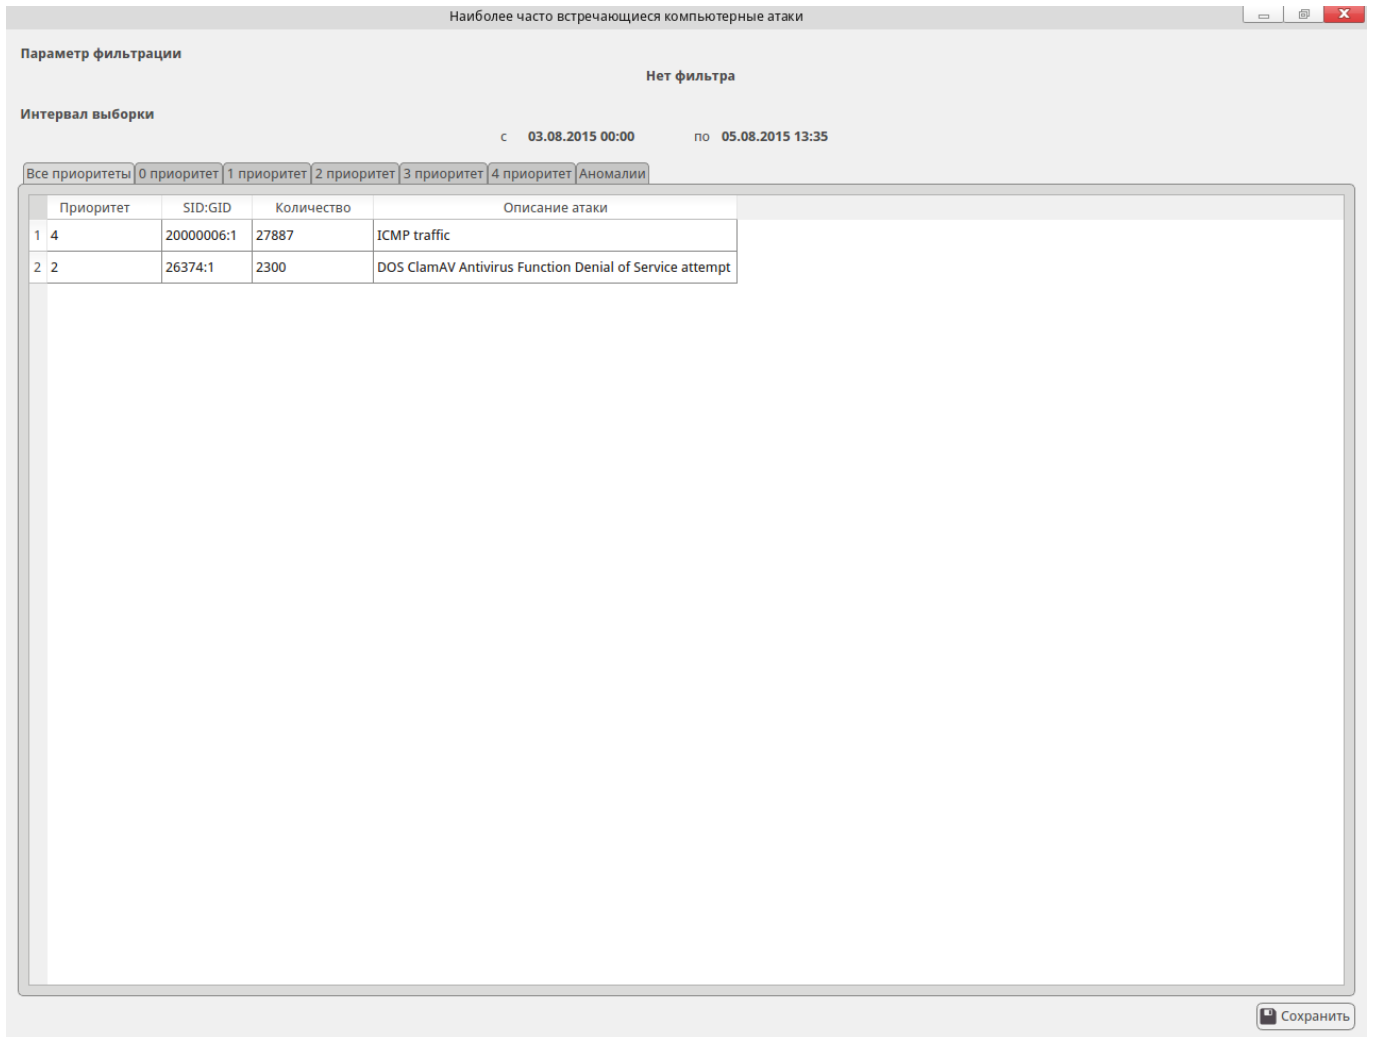 Наиболее часто встречающиеся компьютерные атаки
Параметр фильтрации
Нет фильтра
Интервал выборки
с 03.08.2015 00:00 по 05.08.2015 13:35
Все приоритеты 0 приоритет 1 приоритет 2 приоритет 3 приоритет 4 приоритет Аномалии
Приоритет SID:GID Количество Описание атаки
1 4 20000006:1 27887 ICMP traffic
2 2 26374:1 2300 DOS ClamAV Antivirus Function Denial of Service attempt
Сохранить